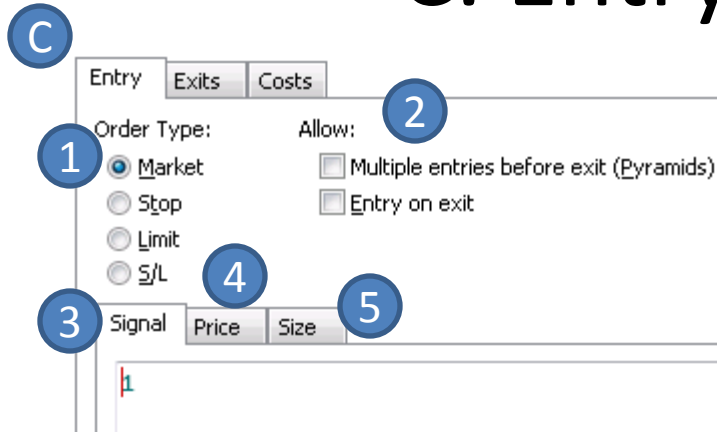 C. Entry
C
Entry Exits Costs
2
Order Type: Allow:
1
Market Multiple entries before exit (Pyramids)
Stop Entry on exit
Limit
S/L 4
3 Signal Price Size 5
1